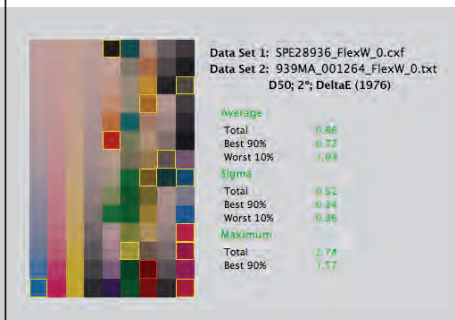 Data Set 1: SPE28936_FlexW_0.cxf
Data Set 2: 939MA_001264_FlexW_0.txt
D50; 2°; DeltaE (1976)
Average
Total 0.86
Best 90% 0.77
Worst 10% 1.93
Sigma
Total 0.52
Best 90% 0.34
Worst 10% 0.36
Maximum
Total 2.74
Best 90% 1.57